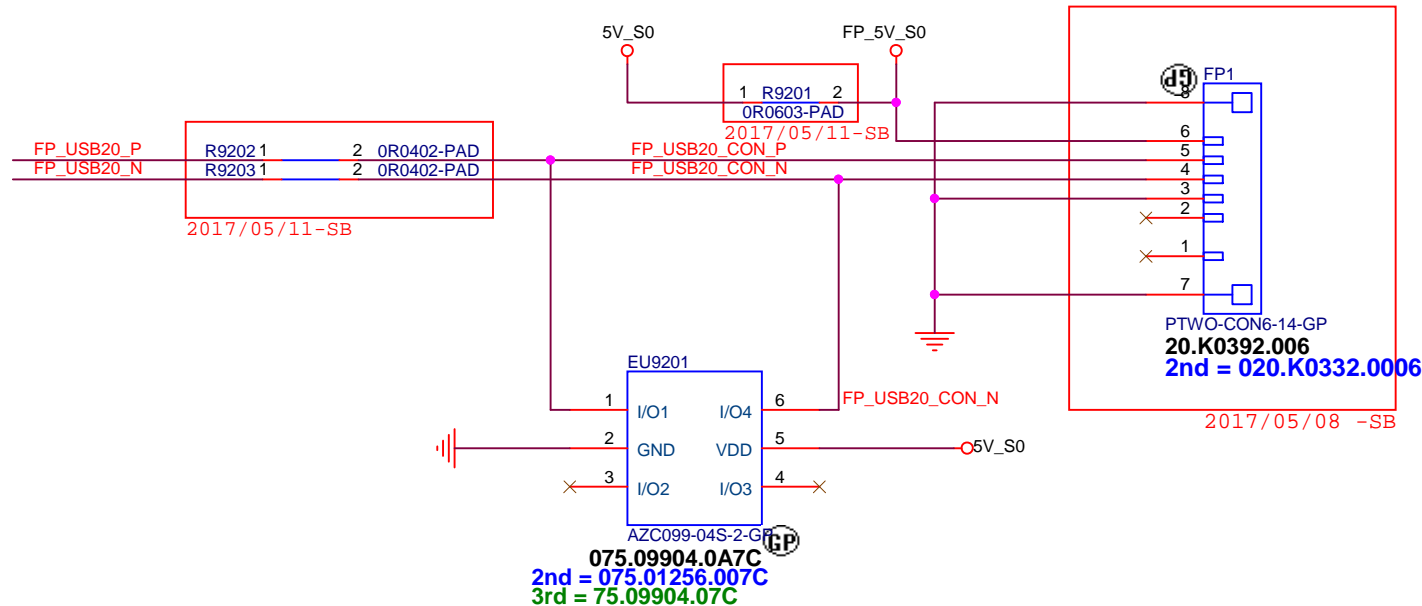 5V_S0
FP_5V_S0
GP
FP1
8
1 R9201 2
0R0603-PAD
2017/05/11-SB
6
FP_USB20_P
R9202 1
2 0R0402-PAD
FP_USB20_CON_P
5
FP_USB20_N
R9203 1
2 0R0402-PAD
FP_USB20_CON_N
4
3
2
2017/05/11-SB
1
7
PTWO-CON6-14-GP
20.K0392.006
2nd = 020.K0332.0006
2017/05/08 -SB
EU9201
1 I/O1
I/O4 6
FP_USB20_CON_N
2 GND
VDD 5
5V_S0
3 I/O2
I/O3 4
AZC099-04S-2-GP
GP
075.09904.0A7C
2nd = 075.01256.007C
3rd = 75.09904.07C